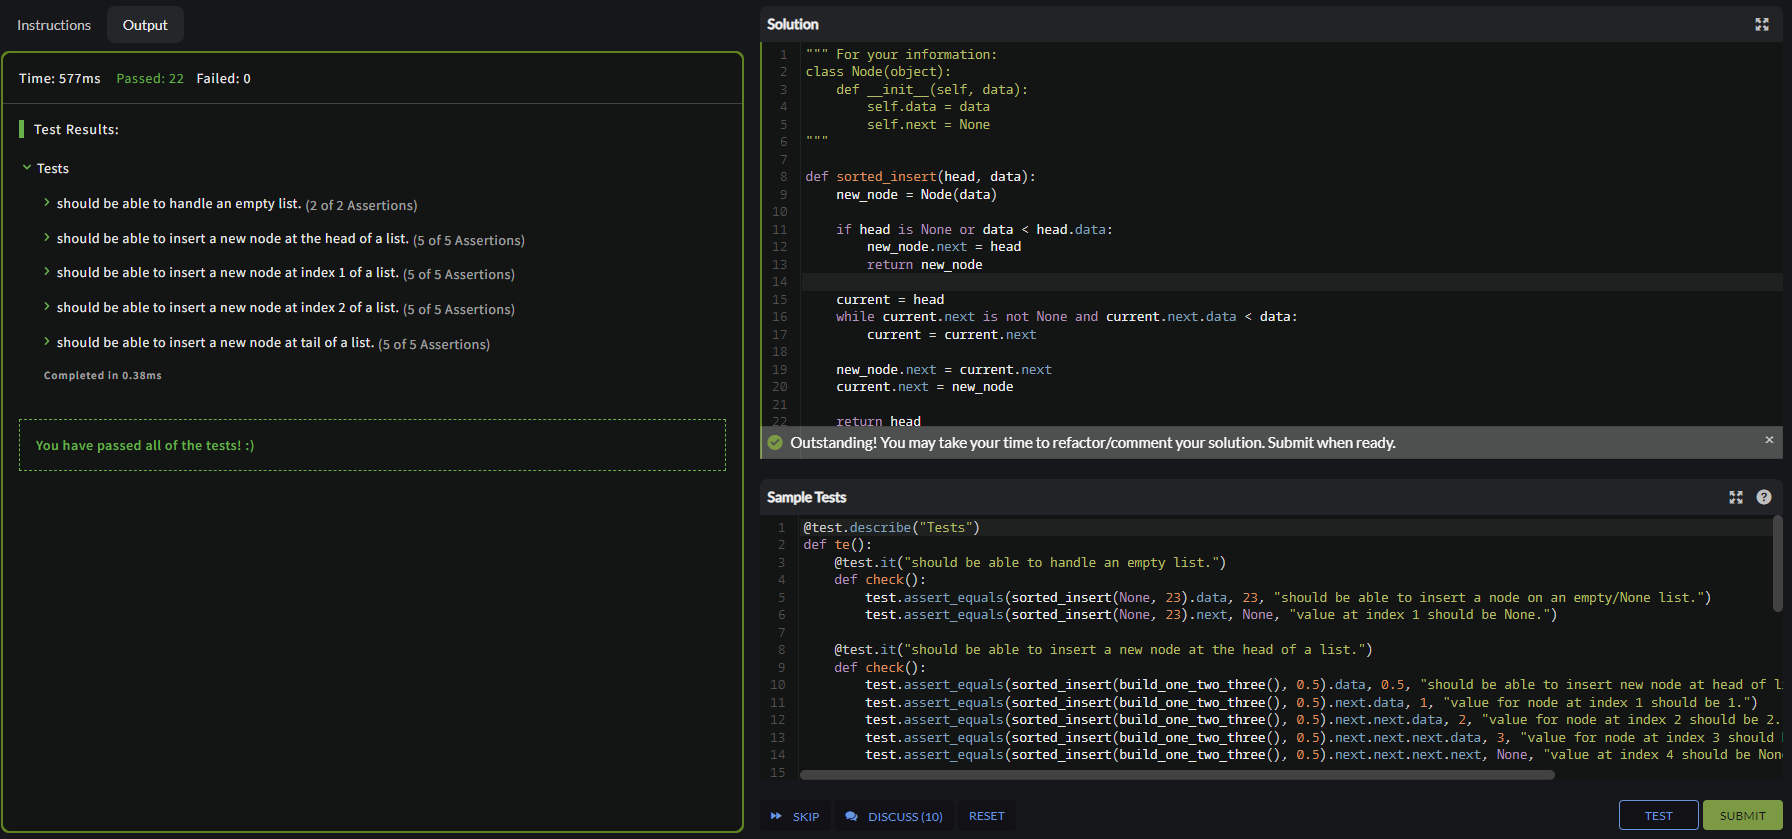 Instructions
Output
Time: 577ms Passed: 22 Failed: 0
Test Results:
Tests
should be able to handle an empty list. (2 of 2 Assertions)
should be able to insert a new node at the head of a list. (5 of 5 Assertions)
should be able to insert a new node at index 1 of a list. (5 of 5 Assertions)
should be able to insert a new node at index 2 of a list. (5 of 5 Assertions)
should be able to insert a new node at tail of a list. (5 of 5 Assertions)
Completed in 0.38ms
You have passed all of the tests! :)
Solution
1 """ For your information:
2 class Node(object):
3     def __init__(self, data):
4         self.data = data
5         self.next = None
6 """
7
8 def sorted_insert(head, data):
9     new_node = Node(data)
10
11     if head is None or data < head.data:
12         new_node.next = head
13         return new_node
14
15     current = head
16     while current.next is not None and current.next.data < data:
17         current = current.next
18
19     new_node.next = current.next
20     current.next = new_node
21
22     return head
Outstanding! You may take your time to refactor/comment your solution. Submit when ready. ×
Sample Tests
1 @test.describe("Tests")
2 def te():
3     @test.it("should be able to handle an empty list.")
4     def check():
5         test.assert_equals(sorted_insert(None, 23).data, 23, "should be able to insert a node on an empty/None list.")
6         test.assert_equals(sorted_insert(None, 23).next, None, "value at index 1 should be None.")
7
8     @test.it("should be able to insert a new node at the head of a list.")
9     def check():
10         test.assert_equals(sorted_insert(build_one_two_three(), 0.5).data, 0.5, "should be able to insert new node at head of
11         test.assert_equals(sorted_insert(build_one_two_three(), 0.5).next.data, 1, "value for node at index 1 should be 1.")
12         test.assert_equals(sorted_insert(build_one_two_three(), 0.5).next.next.data, 2, "value for node at index 2 should be 2.
13         test.assert_equals(sorted_insert(build_one_two_three(), 0.5).next.next.next.data, 3, "value for node at index 3 should
14         test.assert_equals(sorted_insert(build_one_two_three(), 0.5).next.next.next.next, None, "value at index 4 should be
15
SKIP
DISCUSS (10)
RESET
TEST
SUBMIT